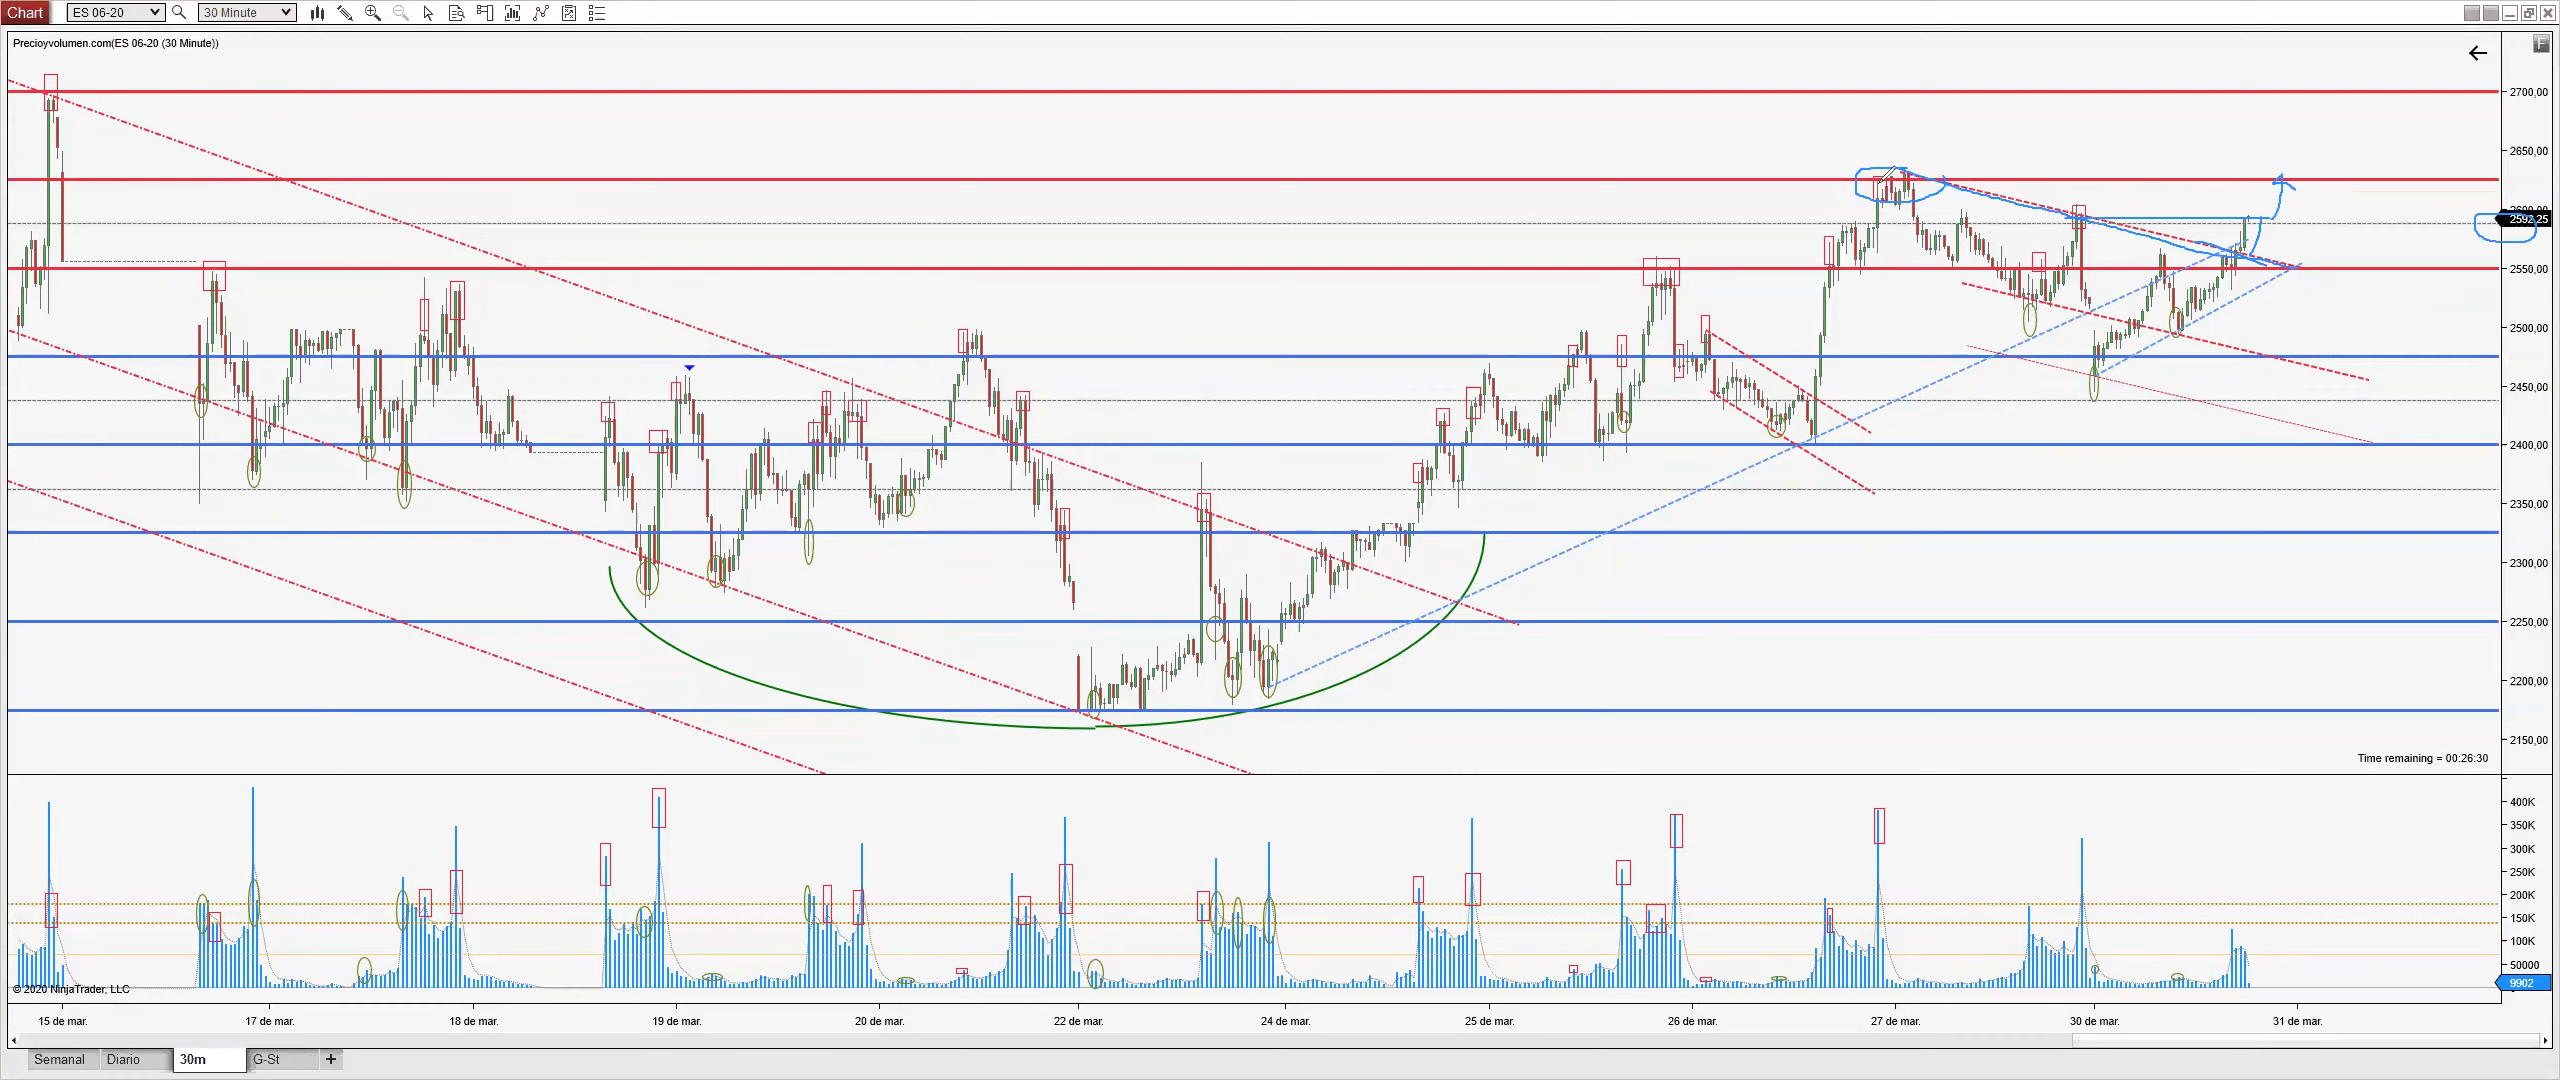 Chart ES 06-20 30 Minute
F
Precioyvolumen.com(ES 06-20 (30 Minute))
2700,00
2650,00
2592,25
2550,00
2500,00
2450,00
2400,00
2350,00
2300,00
2250,00
2200,00
2150,00
Time remaining = 00:26:30
400K
350K
300K
250K
200K
150K
100K
50000
9902
© 2020 NinjaTrader, LLC
15 de mar. 17 de mar. 18 de mar. 19 de mar. 20 de mar. 22 de mar. 24 de mar. 25 de mar. 26 de mar. 27 de mar. 30 de mar. 31 de mar.
Semanal Diario 30m G-St +